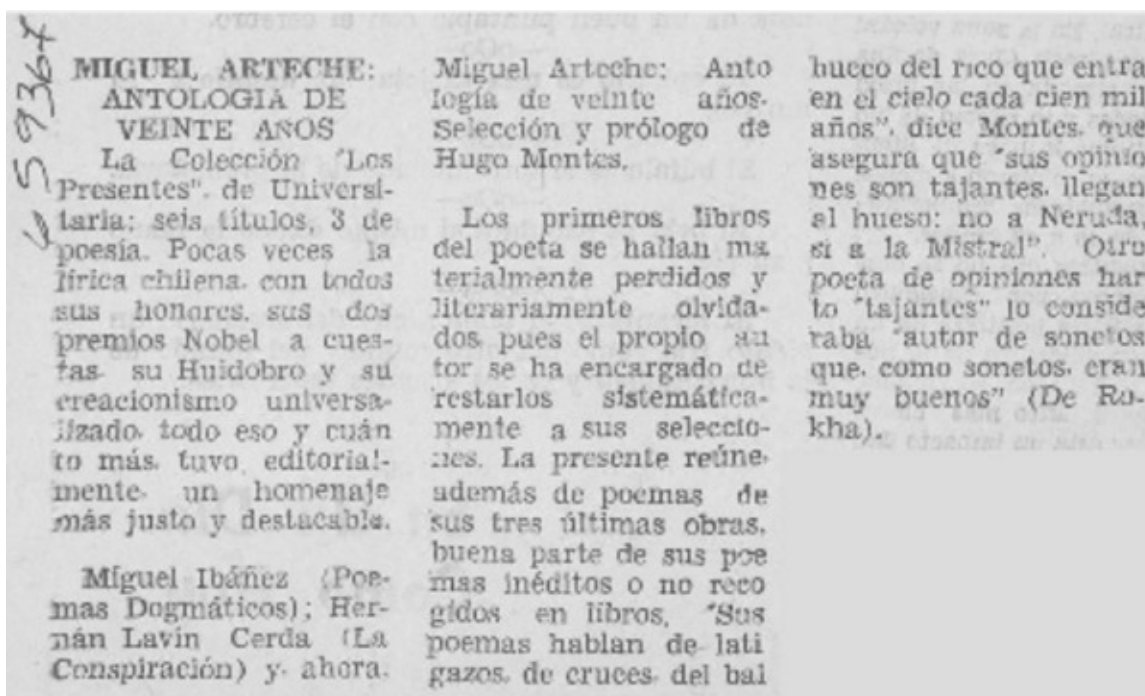 659367
MIGUEL ARTECHE:
ANTOLOGIA DE
VEINTE AÑOS
La Colección "Los
Presentes". de Universi-
taria: seis títulos. 3 de
poesía. Pocas veces la
lírica chilena. con todos
sus honores. sus dos
premios Nobel a cues-
tas. su Huidobro y su
creacionismo universa-
lizado. todo eso y cuán
to más. tuvo editorial-
mente. un homenaje
más justo y destacable.
Miguel Ibáñez (Poe-
mas Dogmáticos); Her-
nán Lavín Cerda (La
Conspiración) y. ahora.
Miguel Arteche: Anto
logía de veinte años.
Selección y prólogo de
Hugo Montes.
Los primeros libros
del poeta se hallan ma
terialmente perdidos y
literariamente olvida-
dos pues el propio au
tor se ha encargado de
restarlos sistemática-
mente a sus seleccio-
nes. La presente reúne.
además de poemas de
sus tres últimas obras.
buena parte de sus poe
mas inéditos o no reco
gidos en libros. "Sus
poemas hablan de lati
gazos. de cruces. del bal
buceo del rico que entra
en el cielo cada cien mil
años". dice Montes. que
asegura que "sus opinio
nes son tajantes. llegan
al hueso: no a Neruda.
sí a la Mistral". Otro
poeta de opiniones har
to "tajantes" lo conside
raba "autor de sonetos
que. como sonetos. eran
muy buenos" (De Ro-
kha).